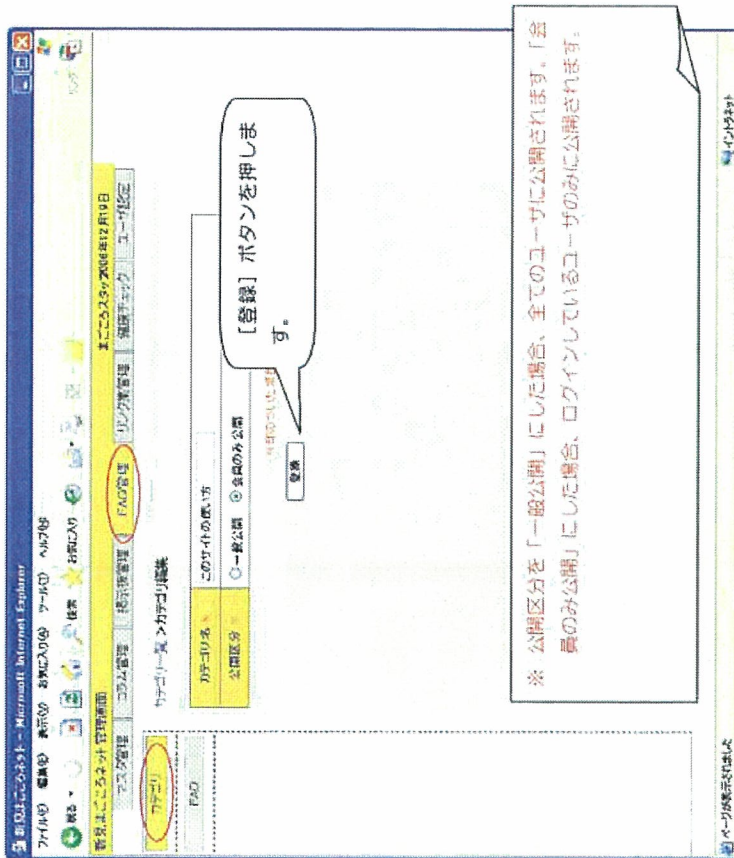 新見まごころネット - Microsoft Internet Explorer
ファイル(F) 編集(E) 表示(V) お気に入り(A) ツール(T) ヘルプ(H)
戻る 検索 お気に入り リンク
新見まごころネット管理画面 まごころスタッフ2006年12月19日
マスタ管理 コラム管理 掲示板管理 FAQ管理 リンク集管理 健康チェック ユーザ設定
カテゴリ
FAQ
カテゴリ一覧 >カテゴリ編集
カテゴリ名 ※ このサイトの使い方
公開区分 ※ 一般公開 会員のみ公開
登録
[登録] ボタンを押しま
す。
※ 公開区分を「一般公開」にした場合、全てのユーザに公開されます。「会
員のみ公開」にした場合、ログインしているユーザのみに公開されます。
ページが表示されました イントラネット